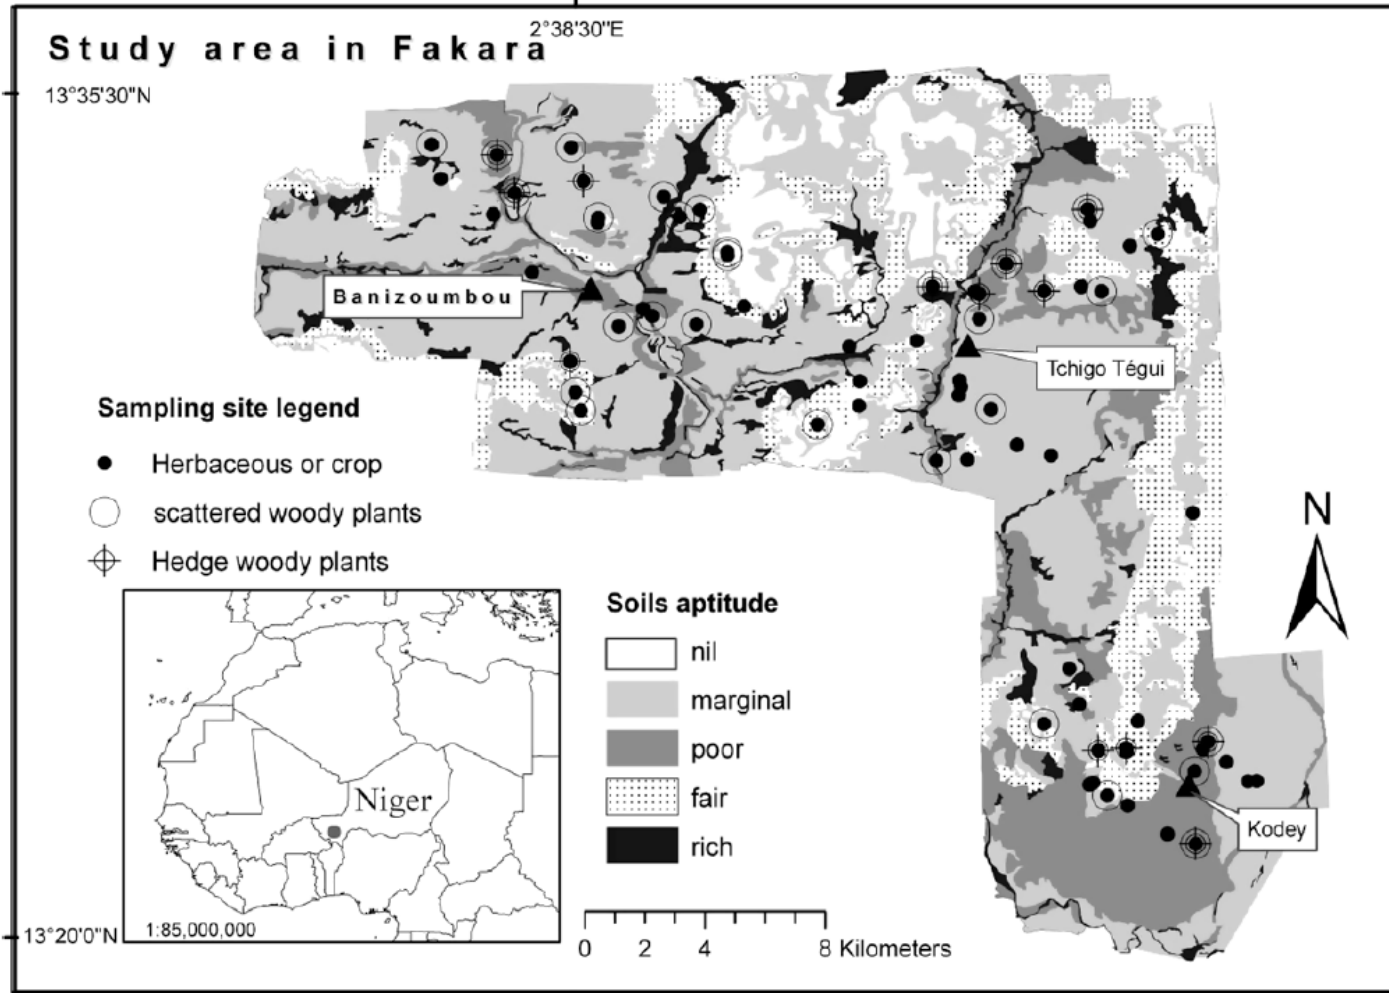 2°38'30"E
Study area in Fakara
13°35'30"N
Banizoumbou
Tchigo Tégui
Sampling site legend
Herbaceous or crop
scattered woody plants
Hedge woody plants
N
Soils aptitude
nil
marginal
poor
fair
rich
Niger
Kodey
1:85,000,000
13°20'0"N
0 2 4 8 Kilometers